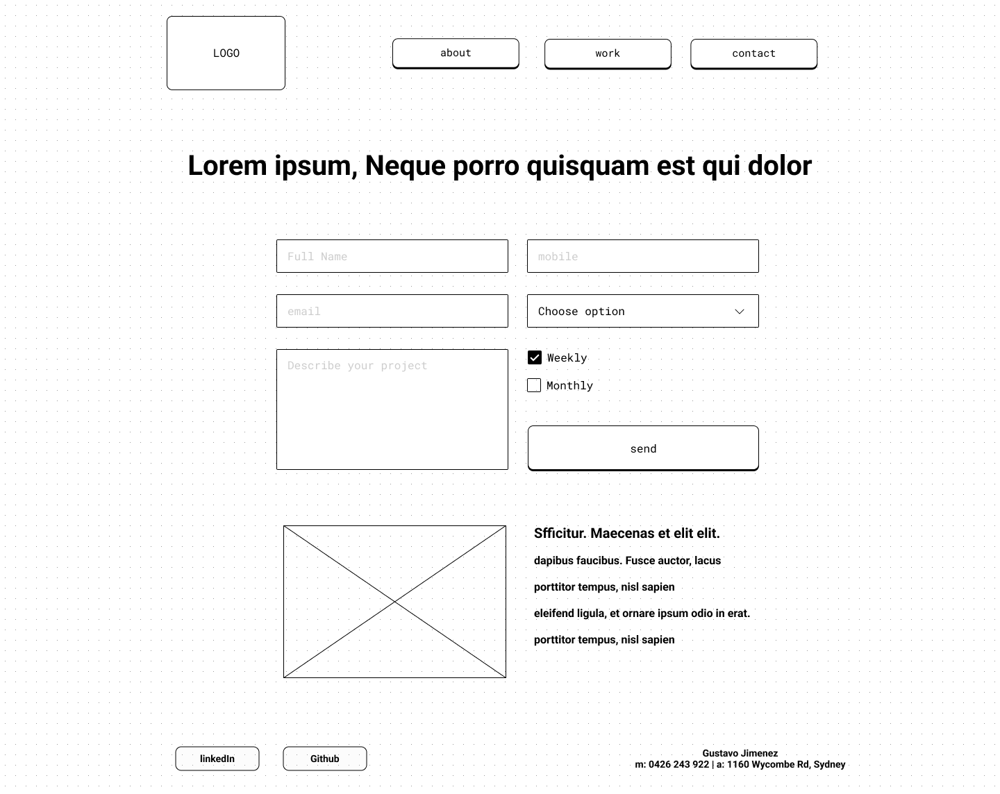 LOGO
about
work
contact
Lorem ipsum, Neque porro quisquam est qui dolor
Full Name
mobile
email
Choose option
Describe your project
Weekly
Monthly
send
Sfficitur. Maecenas et elit elit.
dapibus faucibus. Fusce auctor, lacus
porttitor tempus, nisl sapien
eleifend ligula, et ornare ipsum odio in erat.
porttitor tempus, nisl sapien
linkedIn
Github
Gustavo Jimenez
m: 0426 243 922 | a: 1160 Wycombe Rd, Sydney